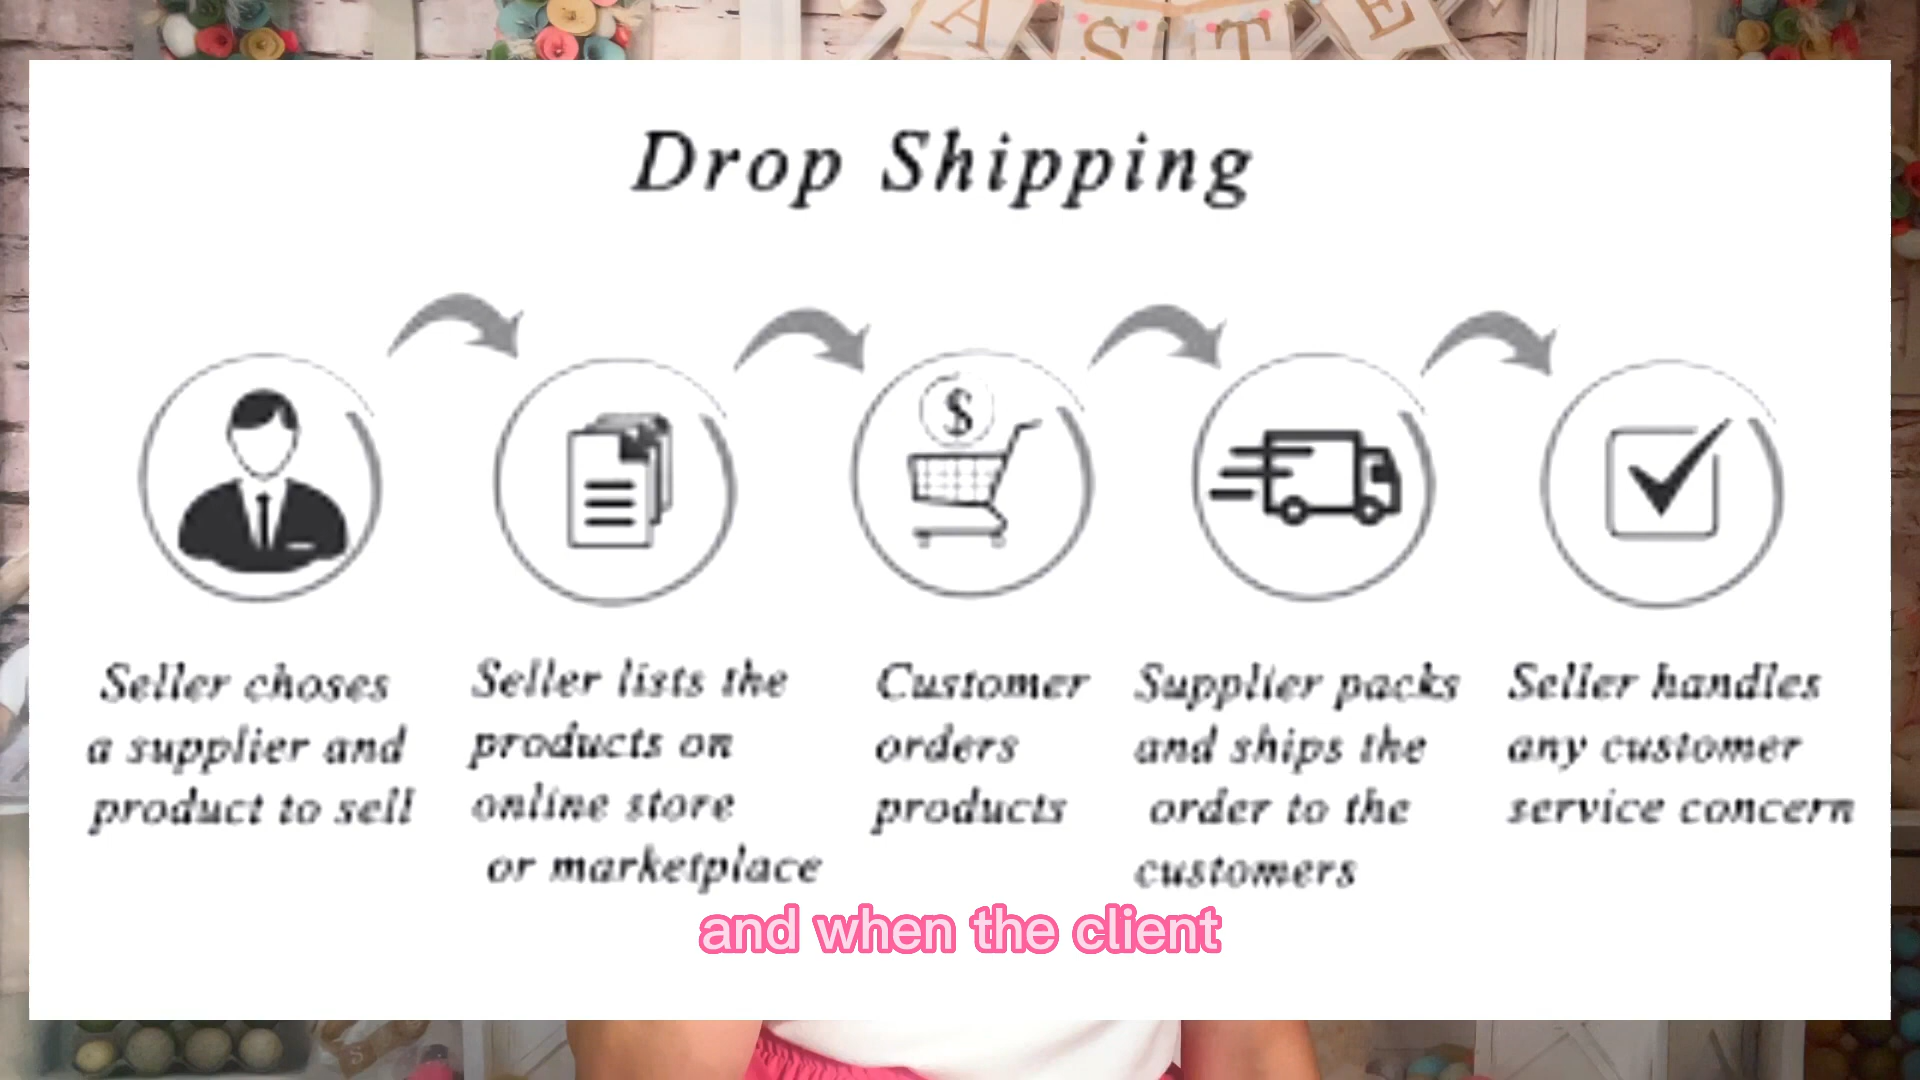 ASTE
Drop Shipping
$
Seller choses
a supplier and
product to sell
Seller lists the
products on
online store
or marketplace
Customer
orders
products
Supplier packs
and ships the
order to the
customers
Seller handles
any customer
service concern
and when the client